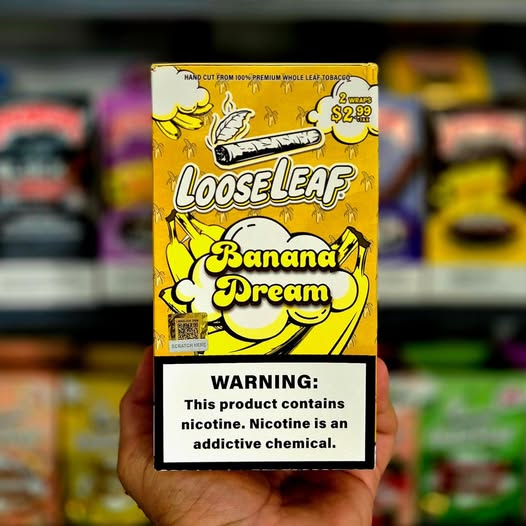 HAND CUT FROM 100% PREMIUM WHOLE LEAF TOBACCO
2 WRAPS
$2.99
+TAX
LOOSELEAF
Banana
Dream
SCRATCH HERE
WARNING:
This product contains
nicotine. Nicotine is an
addictive chemical.